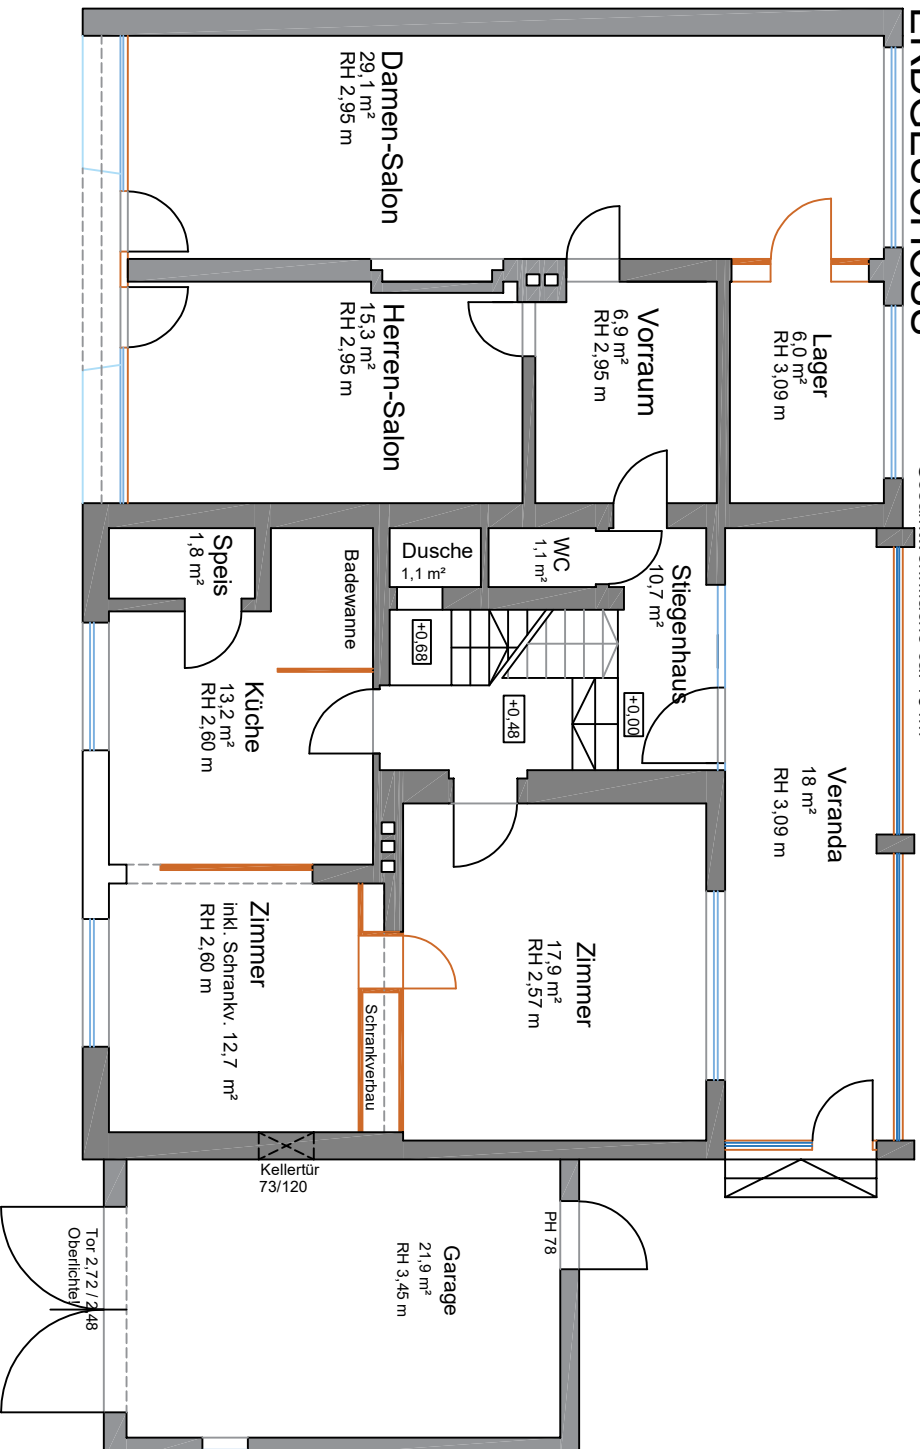 ERDGESCHOSS
Damen-Salon
29,1 m²
RH 2,95 m
Herren-Salon
15,3 m²
RH 2,95 m
Vorraum
6,9 m²
RH 2,95 m
Lager
6,0 m²
RH 3,09 m
Speis
1,8 m²
Badewanne
Dusche
1,1 m²
WC
1,1 m²
Stiegenhaus
10,7 m²
+0,68
+0,48
+0,00
Küche
13,2 m²
RH 2,60 m
Veranda
18 m²
RH 3,09 m
Zimmer
inkl. Schrankv. 12,7 m²
RH 2,60 m
Schrankverbau
Zimmer
17,9 m²
RH 2,57 m
Kellertür
73/120
Garage
21,9 m²
RH 3,45 m
PH 78
Tor 2,72 / 2,48
Oberlichte